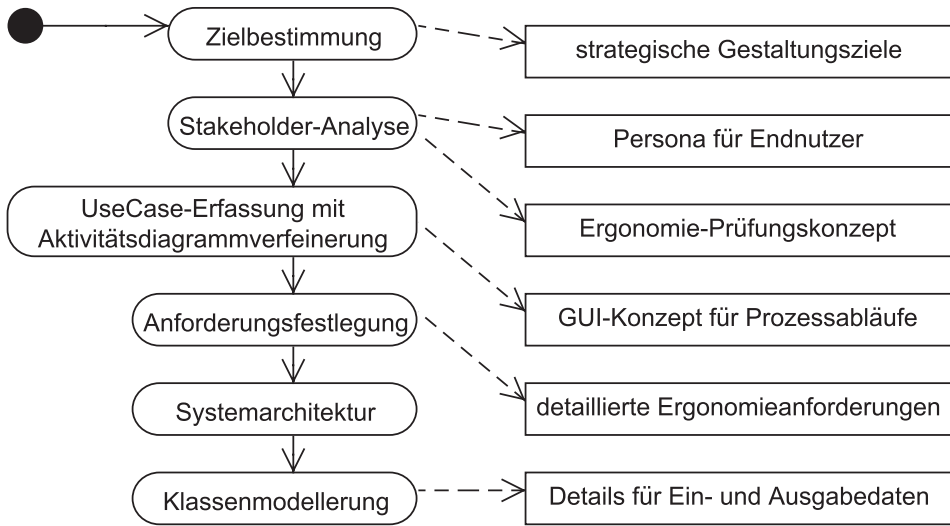 Zielbestimmung
strategische Gestaltungsziele
Stakeholder-Analyse
Persona für Endnutzer
UseCase-Erfassung mit
Aktivitätsdiagrammverfeinerung
Ergonomie-Prüfungskonzept
Anforderungsfestlegung
GUI-Konzept für Prozessabläufe
Systemarchitektur
detaillierte Ergonomieanforderungen
Klassenmodellerung
Details für Ein- und Ausgabedaten